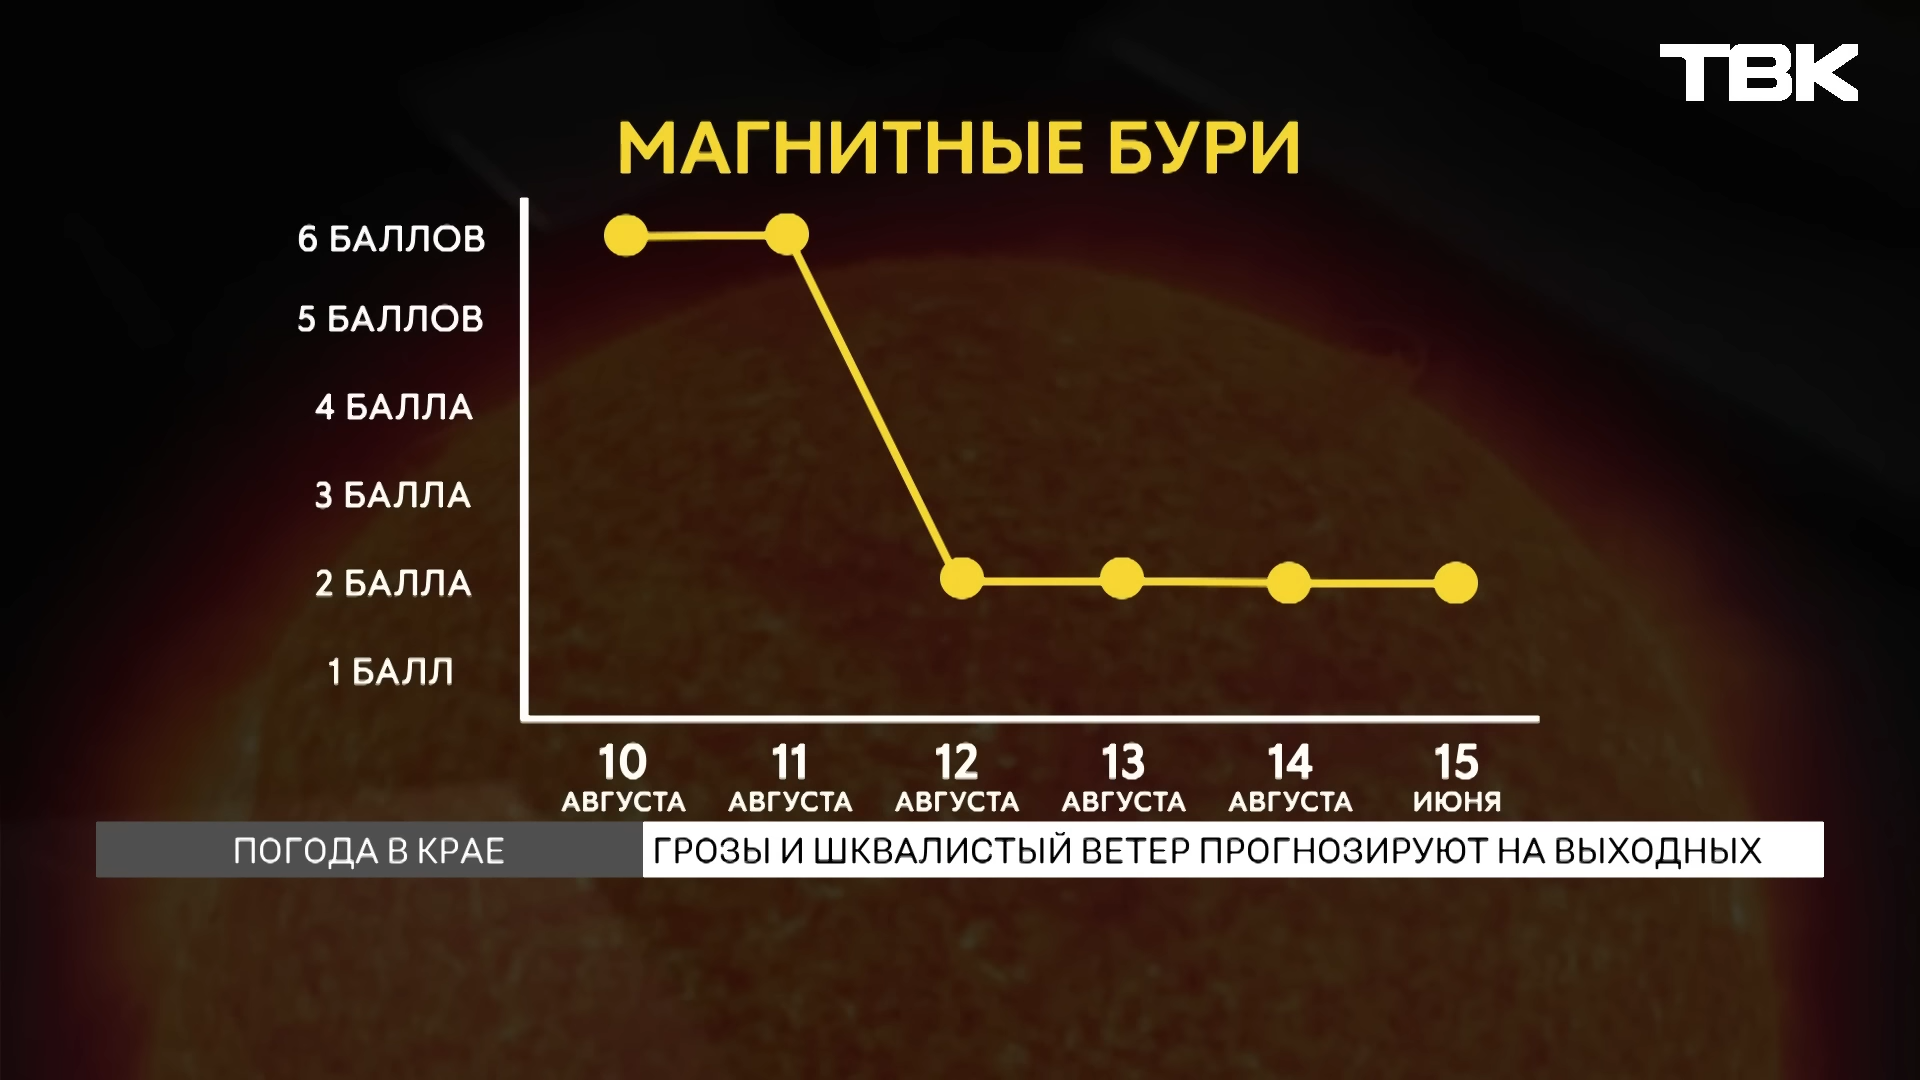 ТВК
МАГНИТНЫЕ БУРИ
6 БАЛЛОВ
5 БАЛЛОВ
4 БАЛЛА
3 БАЛЛА
2 БАЛЛА
1 БАЛЛ
10 11 12 13 14 15
АВГУСТА АВГУСТА АВГУСТА АВГУСТА АВГУСТА ИЮНЯ
ПОГОДА В КРАЕ ГРОЗЫ И ШКВАЛИСТЫЙ ВЕТЕР ПРОГНОЗИРУЮТ НА ВЫХОДНЫХ